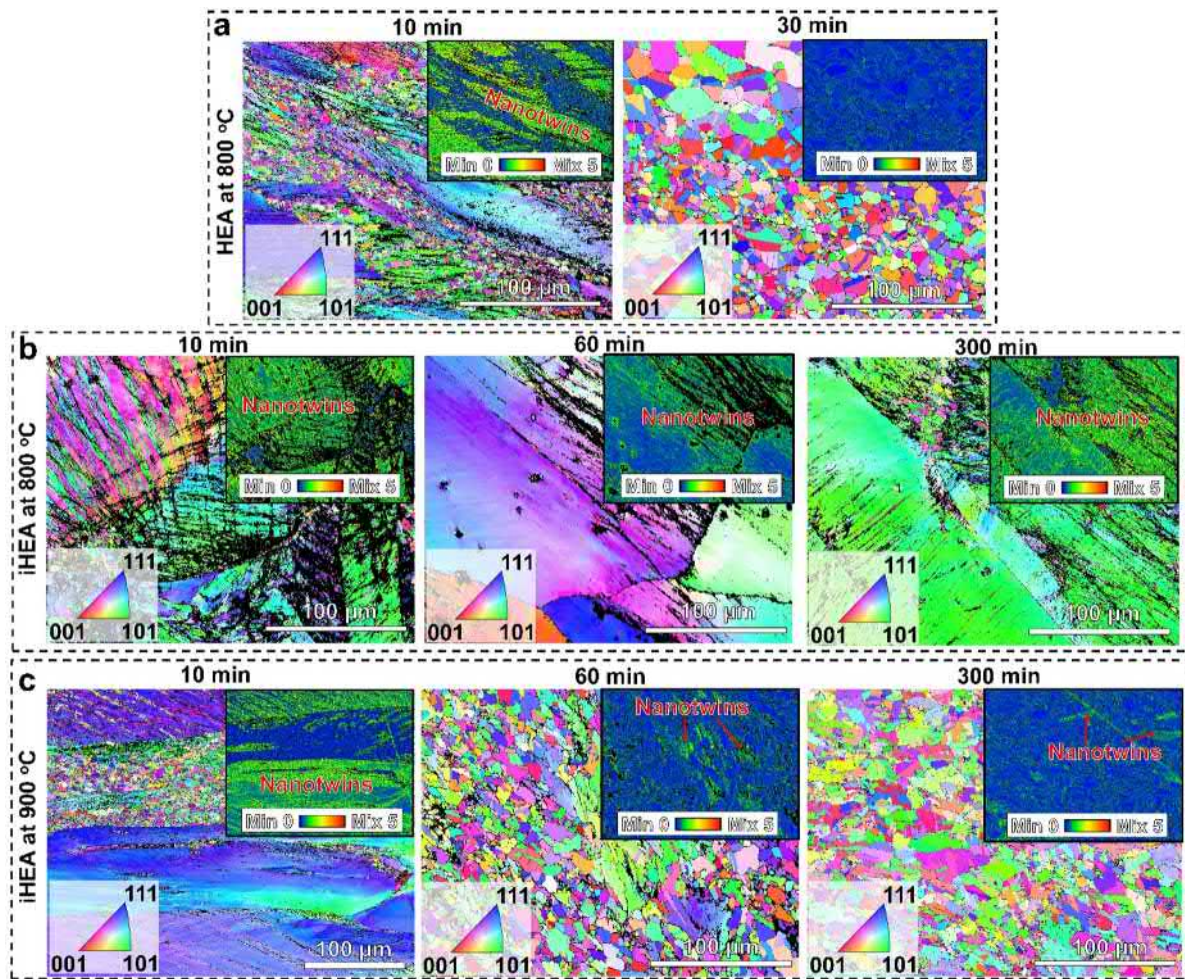 a
10 min
30 min
HEA at 800 °C
Nanotwins
Min 0 Mix 5
111
001 101
100 µm
Min 0 Mix 5
111
001 101
100 µm
b
10 min
60 min
300 min
iHEA at 800 °C
Nanotwins
Min 0 Mix 5
111
001 101
100 µm
Nanotwins
Min 0 Mix 5
111
001 101
100 µm
Nanotwins
Min 0 Mix 5
111
001 101
100 µm
c
10 min
60 min
300 min
iHEA at 900 °C
Nanotwins
Min 0 Mix 5
111
001 101
100 µm
Nanotwins
Min 0 Mix 5
111
001 101
100 µm
Nanotwins
Min 0 Mix 5
111
001 101
100 µm